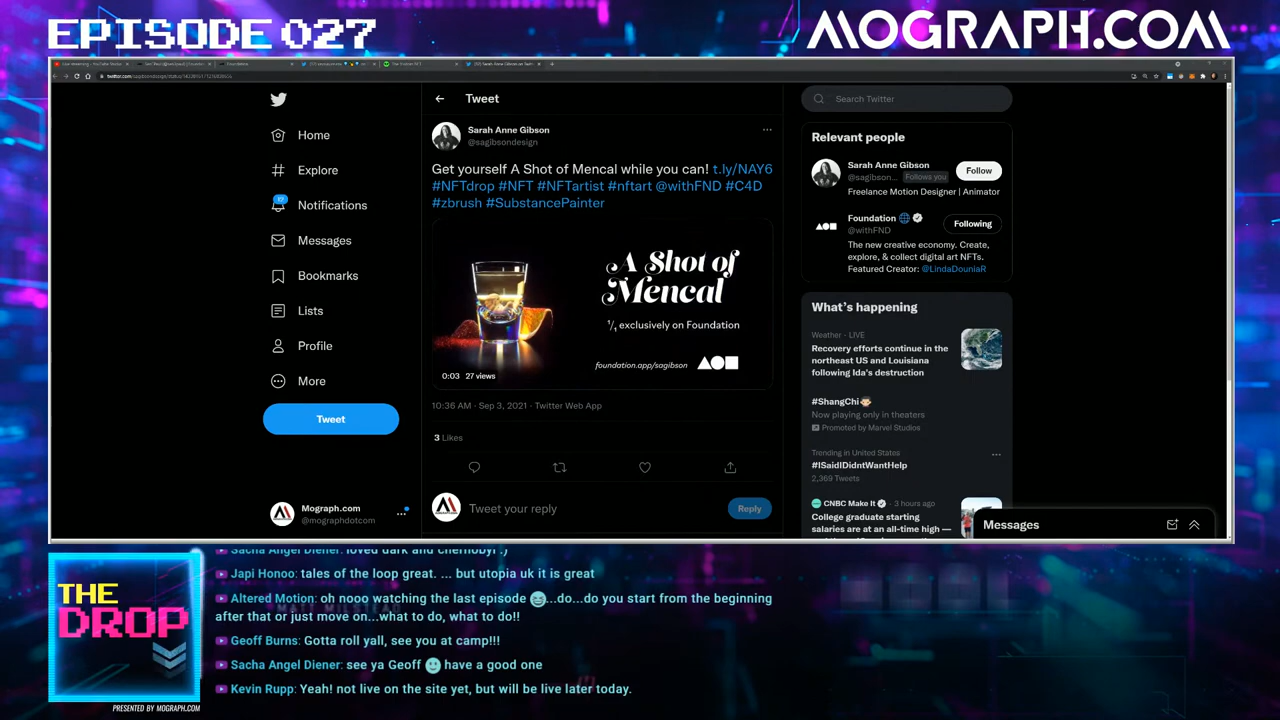 EPISODE 027
MOGRAPH.COM
Home
Explore
Notifications
Messages
Bookmarks
Lists
Profile
More
Tweet
Mograph.com
@mographdotcom
Tweet
Sarah Anne Gibson
@sagibsondesign
Get yourself A Shot of Mencal while you can! t.ly/NAY6
#NFTdrop #NFT #NFTartist #nftart @withFND #C4D
#zbrush #SubstancePainter
A Shot of
Mencal
1/1 exclusively on Foundation
foundation.app/sagibson
0:03 27 views
10:36 AM · Sep 3, 2021 · Twitter Web App
3 Likes
Tweet your reply
Reply
Search Twitter
Relevant people
Sarah Anne Gibson
@sagibson... Follows you
Follow
Freelance Motion Designer | Animator
Foundation
@withFND
Following
The new creative economy. Create,
explore, & collect digital art NFTs.
Featured Creator: @LindaDouniaR
What's happening
Weather · LIVE
Recovery efforts continue in the
northeast US and Louisiana
following Ida's destruction
#ShangChi
Now playing only in theaters
Promoted by Marvel Studios
Trending in United States
#ISaidIDidntWantHelp
2,369 Tweets
CNBC Make It · 3 hours ago
College graduate starting
salaries are at an all-time high —
Messages
Sacha Angel Diener: loved dark and chernobyl :)
Japi Honoo: tales of the loop great. ... but utopia uk it is great
Altered Motion: oh nooo watching the last episode ...do...do you start from the beginning
after that or just move on...what to do, what to do!!
Geoff Burns: Gotta roll yall, see you at camp!!!
Sacha Angel Diener: see ya Geoff have a good one
Kevin Rupp: Yeah! not live on the site yet, but will be live later today.
THE
DROP
PRESENTED BY MOGRAPH.COM